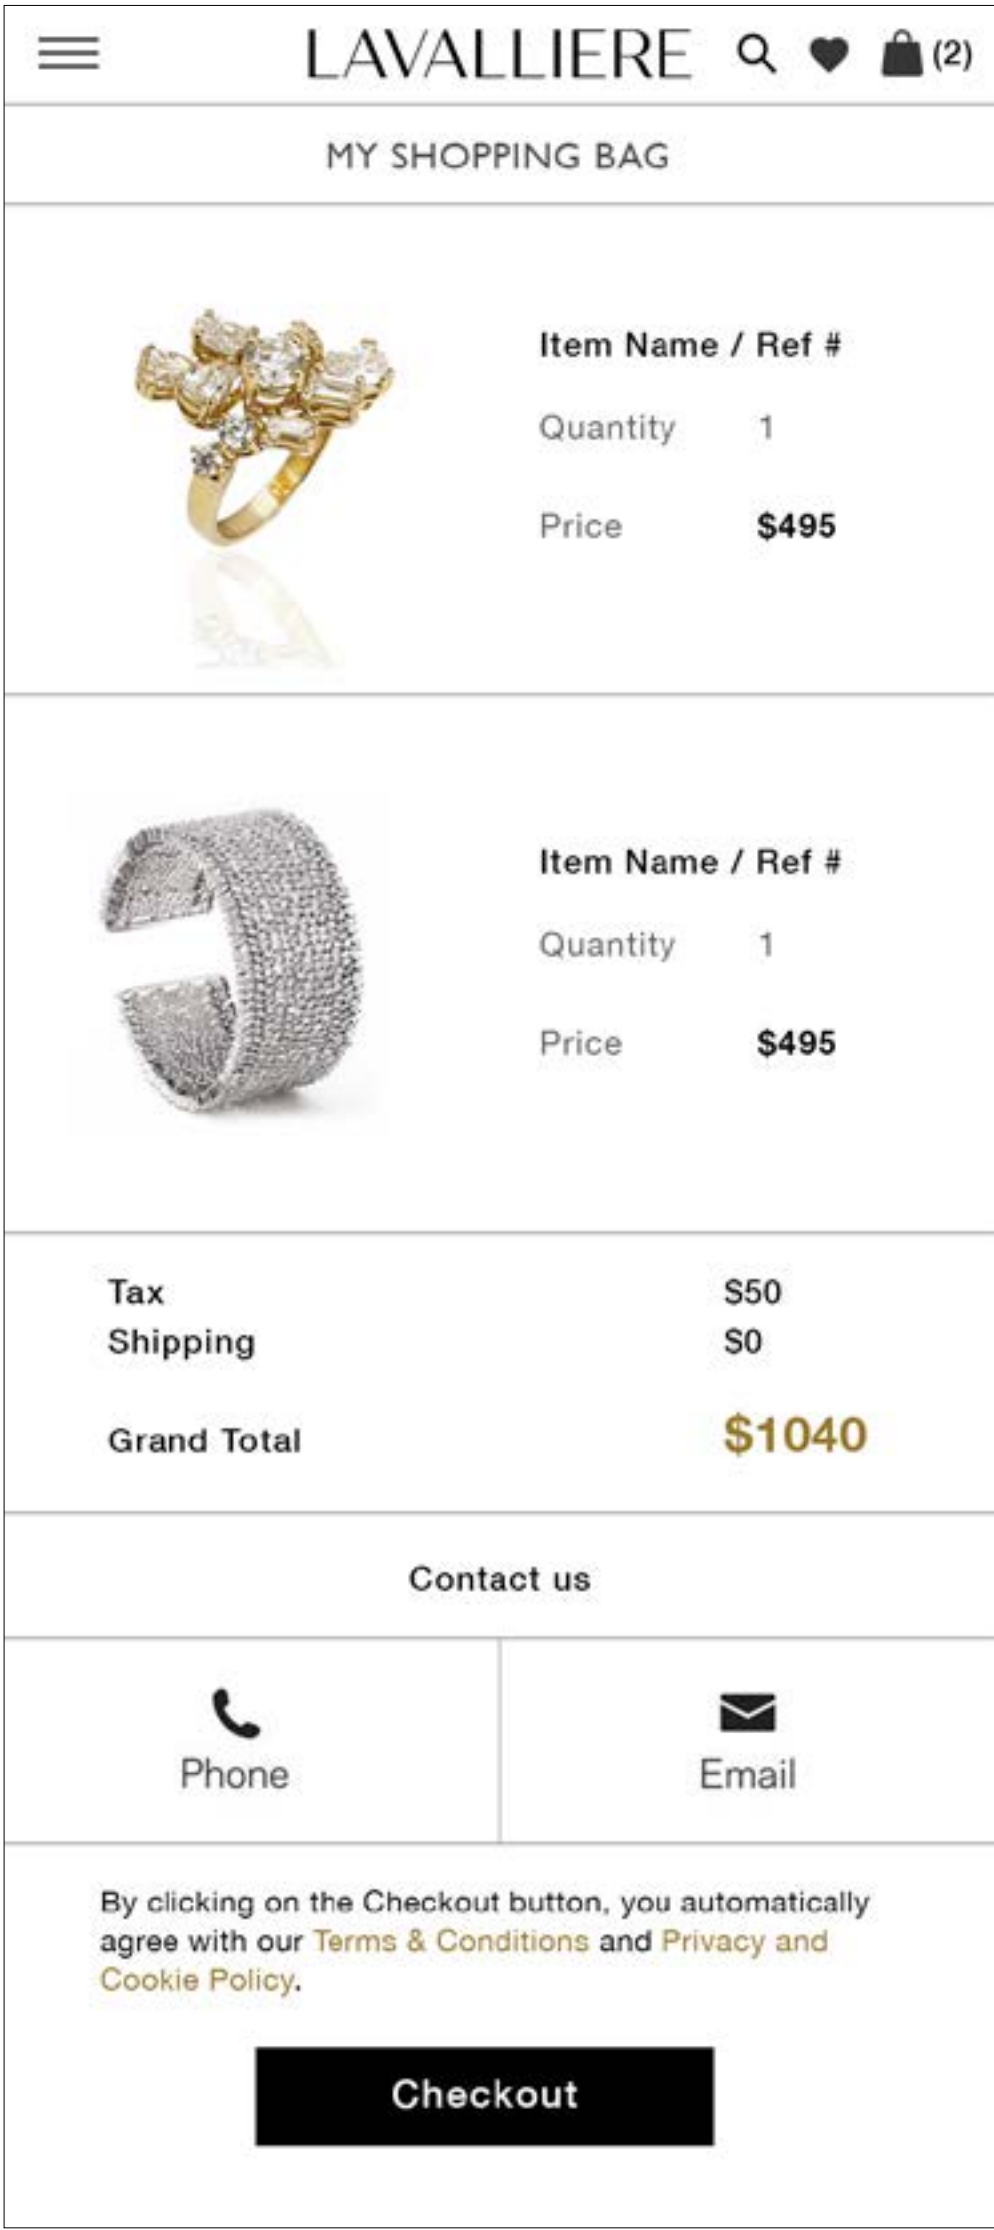 LAVALLIERE (2)
MY SHOPPING BAG
Item Name / Ref #
Quantity 1
Price $495
Item Name / Ref #
Quantity 1
Price $495
Tax $50
Shipping $0
Grand Total $1040
Contact us
Phone Email
By clicking on the Checkout button, you automatically
agree with our Terms & Conditions and Privacy and
Cookie Policy.
Checkout